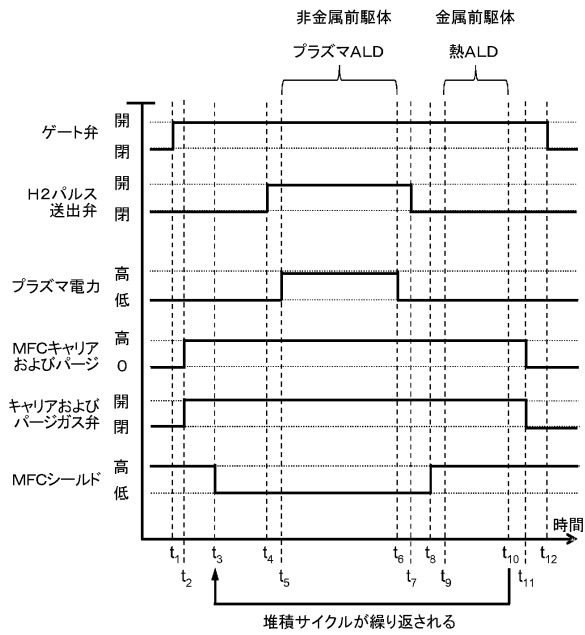 非金属前駆体
金属前駆体
プラズマALD
熱ALD
ゲート弁
開
閉
H2パルス
送出弁
開
閉
プラズマ電力
高
低
MFCキャリア
およびパージ
高
0
キャリアおよび
パージガス弁
開
閉
MFCシールド
高
低
時間
t1
t2
t3
t4
t5
t6
t7
t8
t9
t10
t11
t12
堆積サイクルが繰り返される